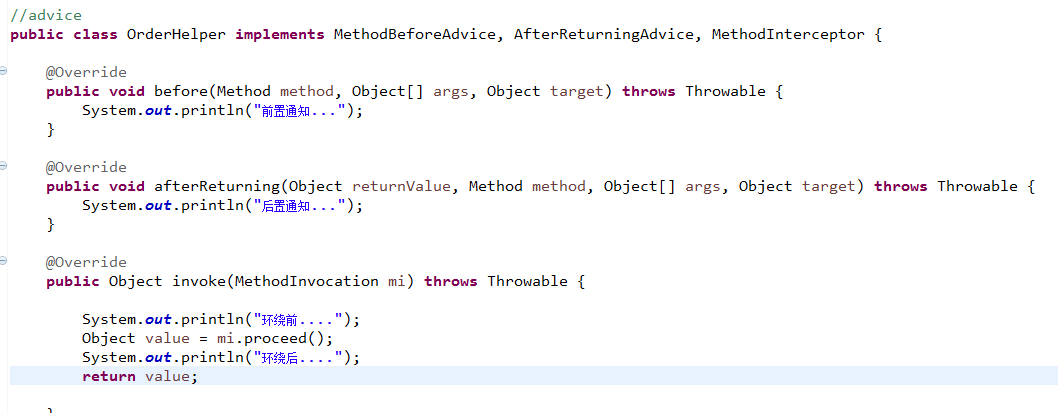 //advice
public class OrderHelper implements MethodBeforeAdvice, AfterReturningAdvice, MethodInterceptor {
@Override
public void before(Method method, Object[] args, Object target) throws Throwable {
System.out.println("前置通知...");
}
@Override
public void afterReturning(Object returnValue, Method method, Object[] args, Object target) throws Throwable {
System.out.println("后置通知...");
}
@Override
public Object invoke(MethodInvocation mi) throws Throwable {
System.out.println("环绕前....");
Object value = mi.proceed();
System.out.println("环绕后....");
return value;
}